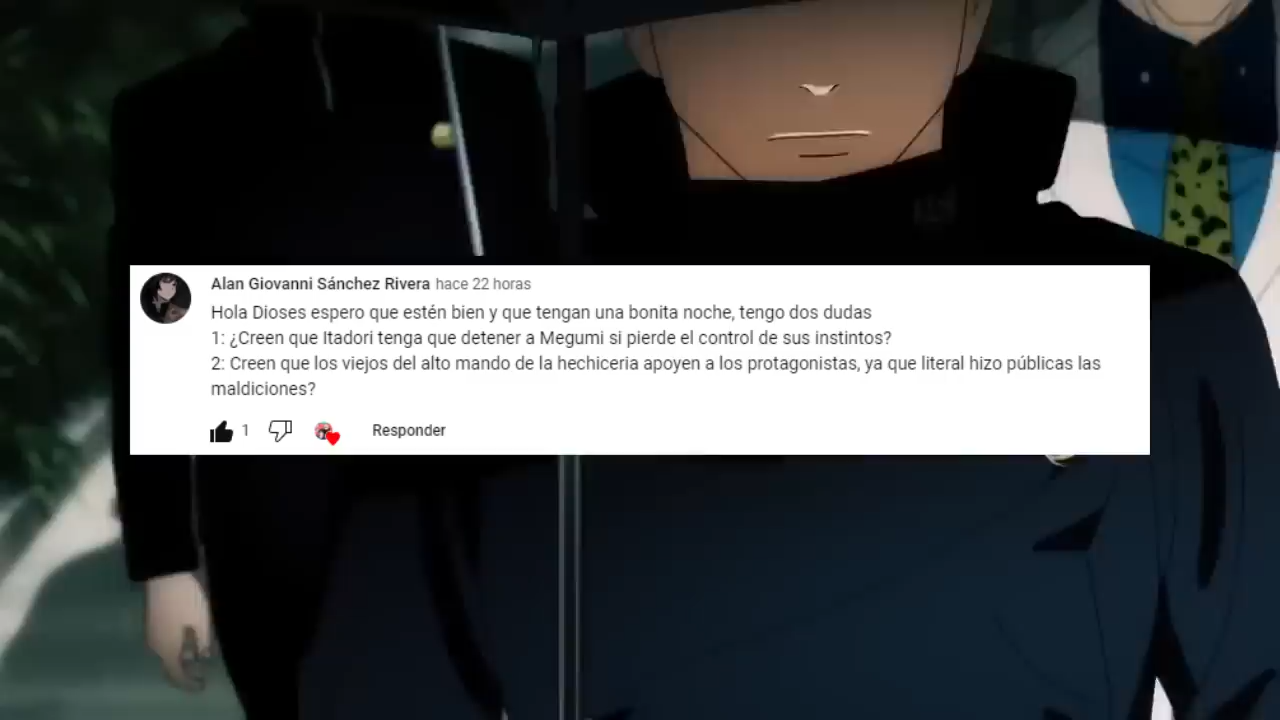 Alan Giovanni Sánchez Rivera hace 22 horas
Hola Dioses espero que estén bien y que tengan una bonita noche, tengo dos dudas
1: ¿Creen que Itadori tenga que detener a Megumi si pierde el control de sus instintos?
2: Creen que los viejos del alto mando de la hechiceria apoyen a los protagonistas, ya que literal hizo públicas las
maldiciones?
1 Responder